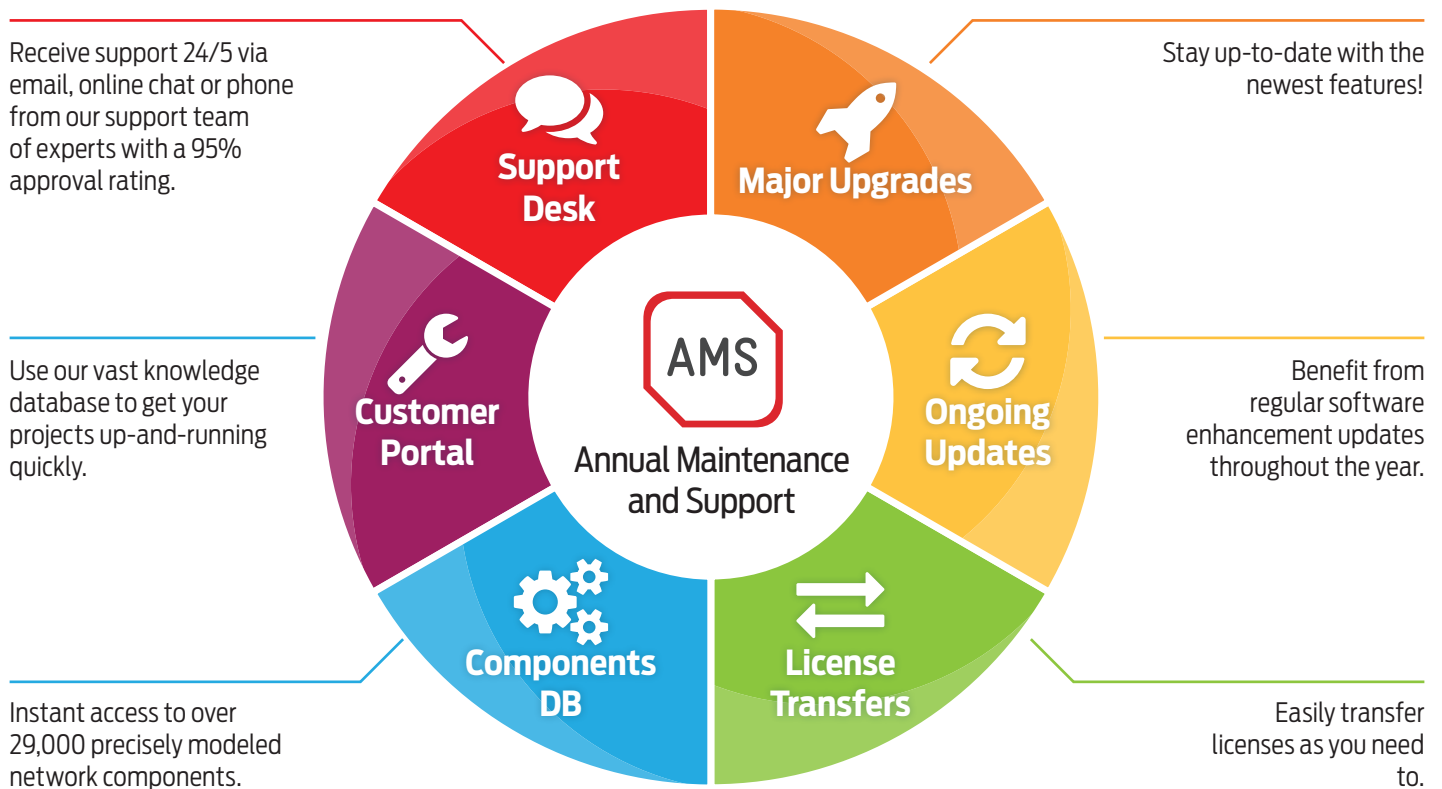 Receive support 24/5 via
email, online chat or phone
from our support team
of experts with a 95%
approval rating.
Support
Desk
Major Upgrades
Stay up-to-date with the
newest features!
Use our vast knowledge
database to get your
projects up-and-running
quickly.
Customer
Portal
AMS
Annual Maintenance
and Support
Ongoing
Updates
Benefit from
regular software
enhancement updates
throughout the year.
Instant access to over
29,000 precisely modeled
network components.
Components
DB
License
Transfers
Easily transfer
licenses as you need
to.